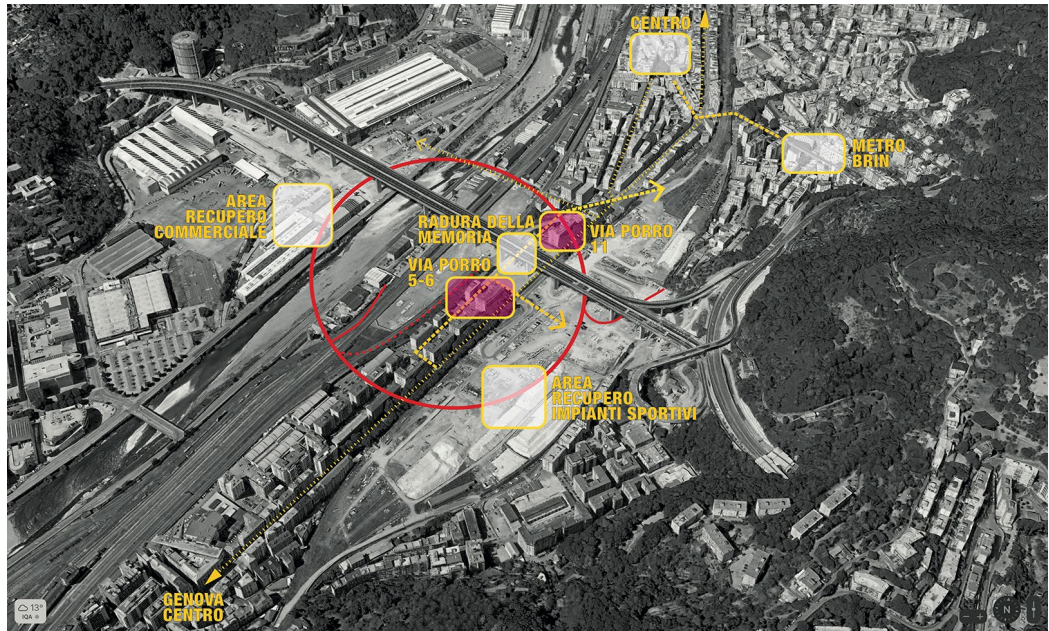 CENTRO
METRO
BRIN
AREA
RECUPERO
COMMERCIALE
RADURA DELLA
MEMORIA
VIA PORRO
11
VIA PORRO
5-6
AREA
RECUPERO
IMPIANTI SPORTIVI
GENOVA
CENTRO
13°
IQA
N